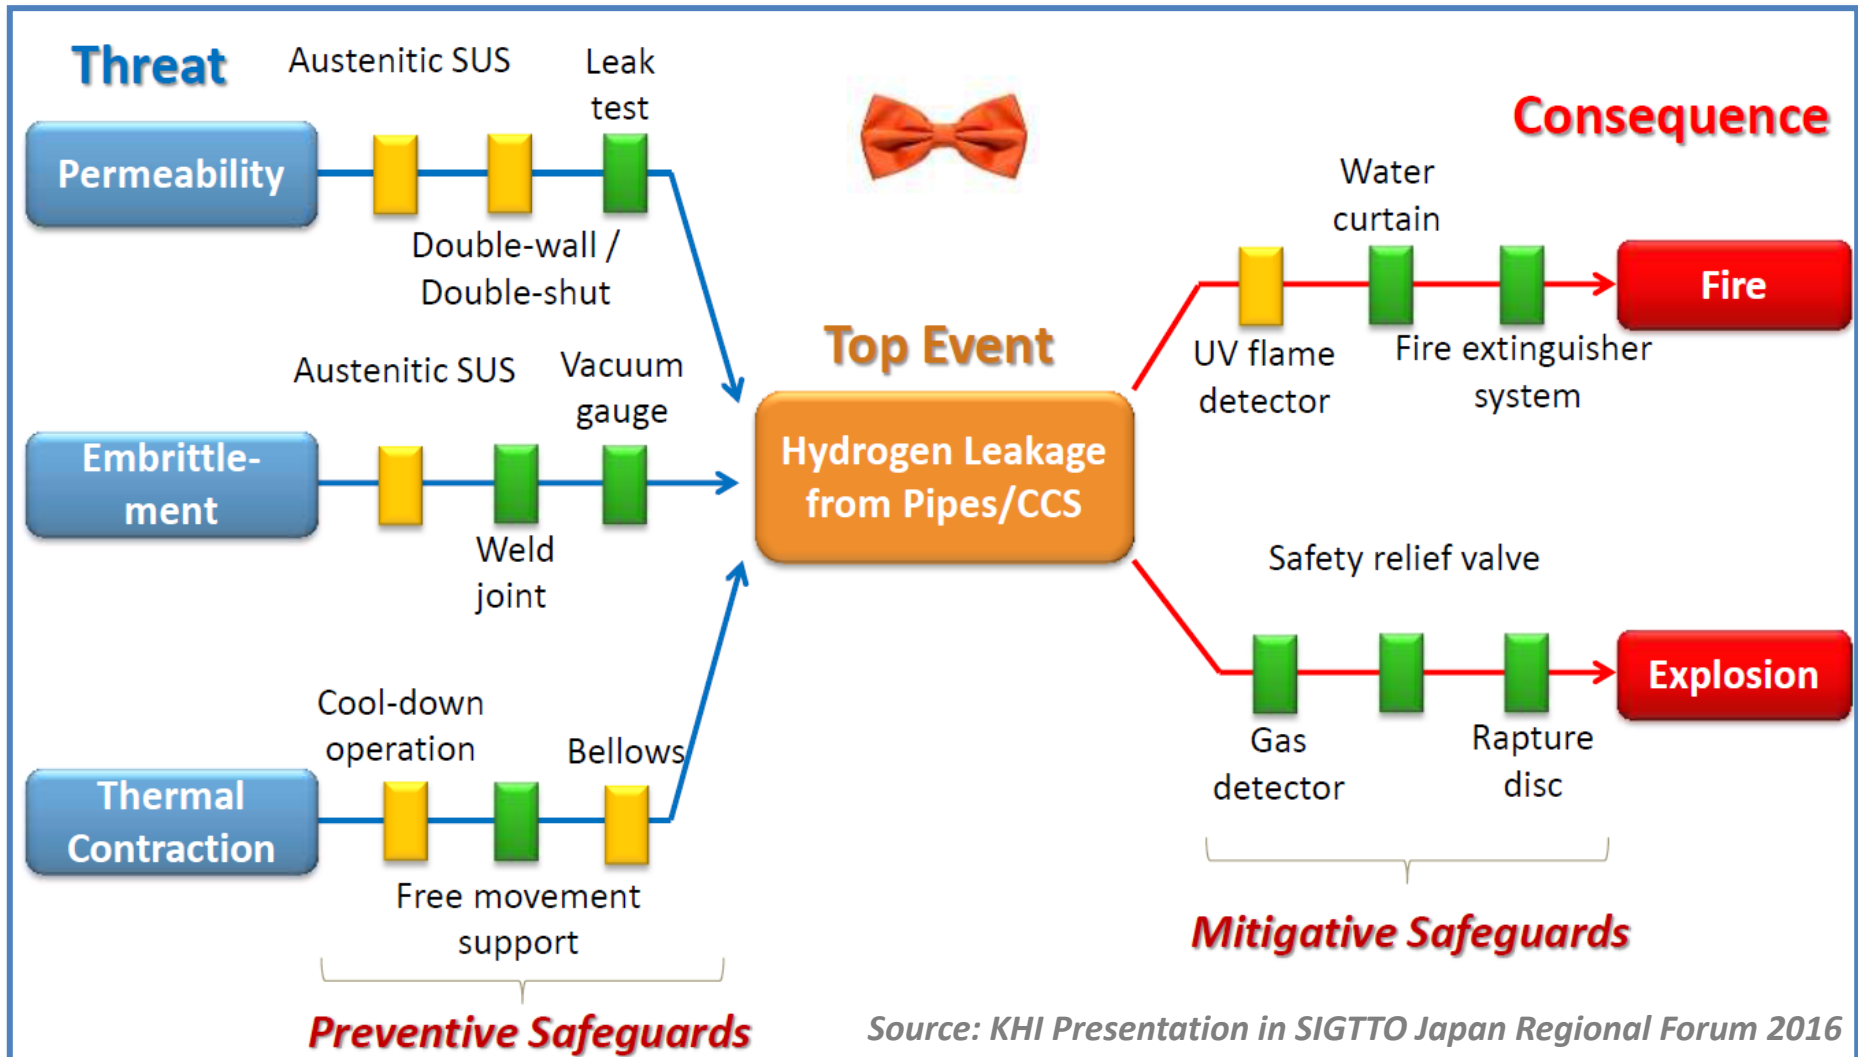 Threat
Austenitic SUS
Leak
test
Permeability
Double-wall /
Double-shut
Austenitic SUS
Vacuum
gauge
Embrittle-
ment
Weld
joint
Cool-down
operation
Bellows
Thermal
Contraction
Free movement
support
Preventive Safeguards
Top Event
Hydrogen Leakage
from Pipes/CCS
Consequence
Water
curtain
Fire
UV flame
detector
Fire extinguisher
system
Safety relief valve
Explosion
Gas
detector
Rapture
disc
Mitigative Safeguards
Source: KHI Presentation in SIGTTO Japan Regional Forum 2016